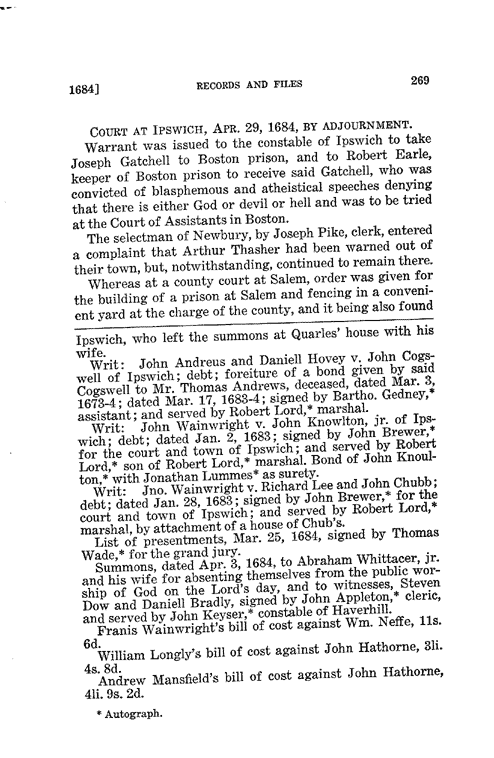 1684] RECORDS AND FILES 269
COURT AT IPSWICH, APR. 29, 1684, BY ADJOURNMENT.
Warrant was issued to the constable of Ipswich to take
Joseph Gatchell to Boston prison, and to Robert Earle,
keeper of Boston prison to receive said Gatchell, who was
convicted of blasphemous and atheistical speeches denying
that there is either God or devil or hell and was to be tried
at the Court of Assistants in Boston.
The selectman of Newbury, by Joseph Pike, clerk, entered
a complaint that Arthur Thasher had been warned out of
their town, but, notwithstanding, continued to remain there.
Whereas at a county court at Salem, order was given for
the building of a prison at Salem and fencing in a conveni-
ent yard at the charge of the county, and it being also found
Ipswich, who left the summons at Quarles' house with his
wife.
Writ: John Andreus and Daniell Hovey v. John Cogs-
well of Ipswich; debt; foreiture of a bond given by said
Cogswell to Mr. Thomas Andrews, deceased, dated Mar. 3,
1673-4; dated Mar. 17, 1683-4; signed by Bartho. Gedney,*
assistant; and served by Robert Lord,* marshal.
Writ: John Wainwright v. John Knowlton, jr. of Ips-
wich; debt; dated Jan. 2, 1683; signed by John Brewer,*
for the court and town of Ipswich; and served by Robert
Lord,* son of Robert Lord,* marshal. Bond of John Knoul-
ton,* with Jonathan Lummes* as surety.
Writ: Jno. Wainwright v. Richard Lee and John Chubb;
debt; dated Jan. 28, 1683; signed by John Brewer,* for the
court and town of Ipswich; and served by Robert Lord,*
marshal, by attachment of a house of Chub's.
List of presentments, Mar. 25, 1684, signed by Thomas
Wade,* for the grand jury.
Summons, dated Apr. 3, 1684, to Abraham Whittacer, jr.
and his wife for absenting themselves from the public wor-
ship of God on the Lord's day, and to witnesses, Steven
Dow and Daniell Bradly, signed by John Appleton,* cleric,
and served by John Keyser,* constable of Haverhill.
Franis Wainwright's bill of cost against Wm. Neffe, 11s.
6d.
William Longly's bill of cost against John Hathorne, 3li.
4s. 8d.
Andrew Mansfield's bill of cost against John Hathorne,
4li. 9s. 2d.
* Autograph.